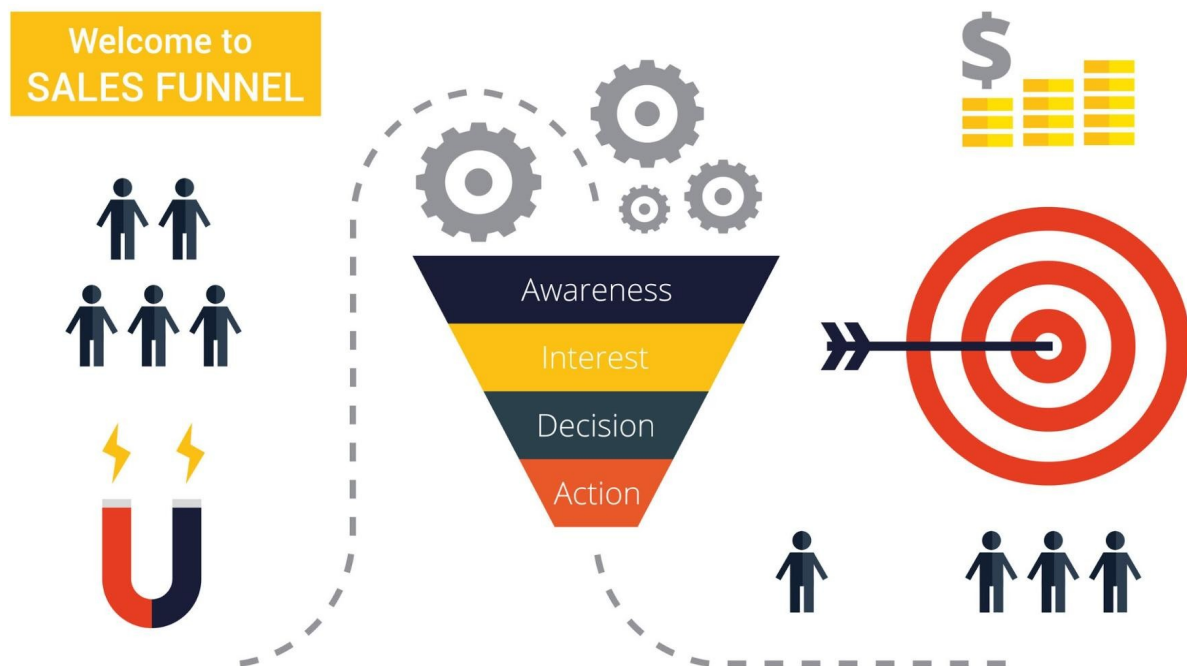 Welcome to
SALES FUNNEL
$
Awareness
Interest
Decision
Action